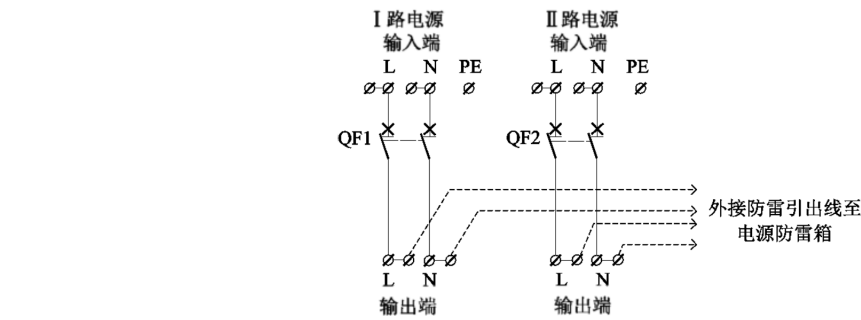 Ⅰ路电源 Ⅱ路电源
输入端 输入端
L N PE L N PE
QF1 QF2
外接防雷引出线至
电源防雷箱
L N L N
输出端 输出端